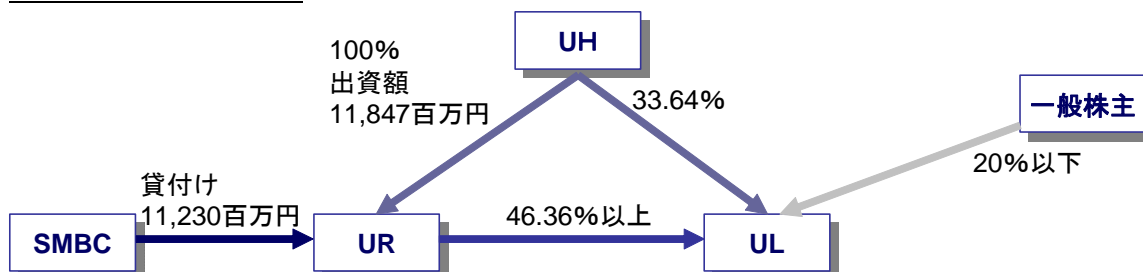 UH
100%
出資額
11,847百万円
33.64%
一般株主
20%以下
貸付け
11,230百万円
46.36%以上
SMBC
UR
UL